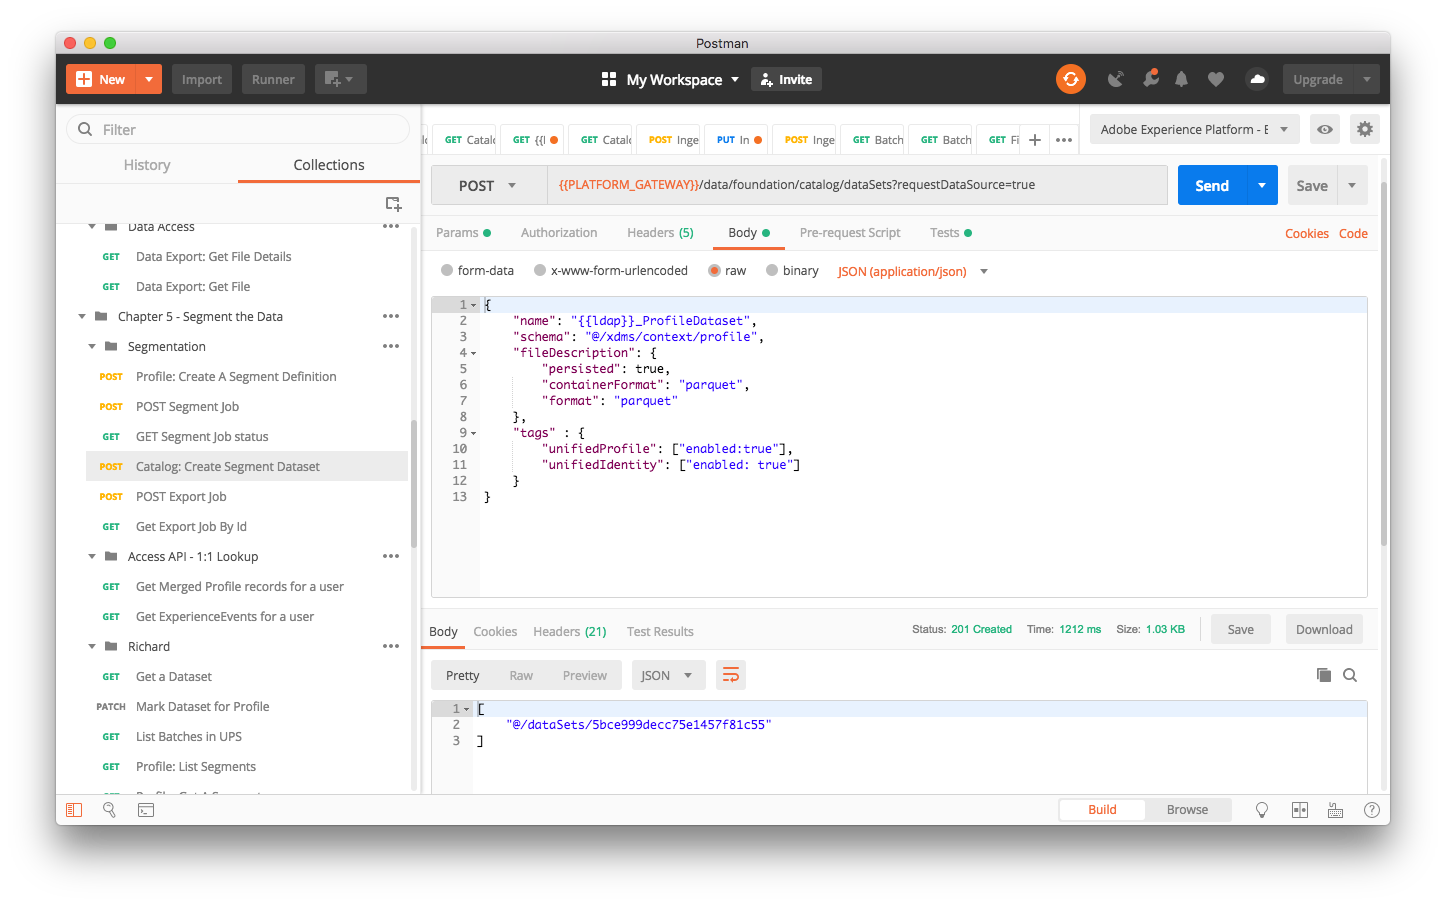 Postman
New
Import
Runner
My Workspace
Invite
Upgrade
Filter
History
Collections
GET Catalo
GET {{I
GET Catalo
POST Inge
PUT In
POST Inge
GET Batch
GET Batch
GET Fi
Adobe Experience Platform - E
POST
{{PLATFORM_GATEWAY}}/data/foundation/catalog/dataSets?requestDataSource=true
Send
Save
Params
Authorization
Headers (5)
Body
Pre-request Script
Tests
Cookies
Code
form-data
x-www-form-urlencoded
raw
binary
JSON (application/json)
1 {
2 "name": "{{ldap}}_ProfileDataset",
3 "schema": "@/xdms/context/profile",
4 "fileDescription": {
5 "persisted": true,
6 "containerFormat": "parquet",
7 "format": "parquet"
8 },
9 "tags" : {
10 "unifiedProfile": ["enabled:true"],
11 "unifiedIdentity": ["enabled: true"]
12 }
13 }
Data Access
GET Data Export: Get File Details
GET Data Export: Get File
Chapter 5 - Segment the Data
Segmentation
POST Profile: Create A Segment Definition
POST POST Segment Job
GET GET Segment Job status
POST Catalog: Create Segment Dataset
POST POST Export Job
GET Get Export Job By Id
Access API - 1:1 Lookup
GET Get Merged Profile records for a user
GET Get ExperienceEvents for a user
Richard
GET Get a Dataset
PATCH Mark Dataset for Profile
GET List Batches in UPS
GET Profile: List Segments
Body
Cookies
Headers (21)
Test Results
Status: 201 Created
Time: 1212 ms
Size: 1.03 KB
Save
Download
Pretty
Raw
Preview
JSON
1 [
2 "@/dataSets/5bce999decc75e1457f81c55"
3 ]
Build
Browse